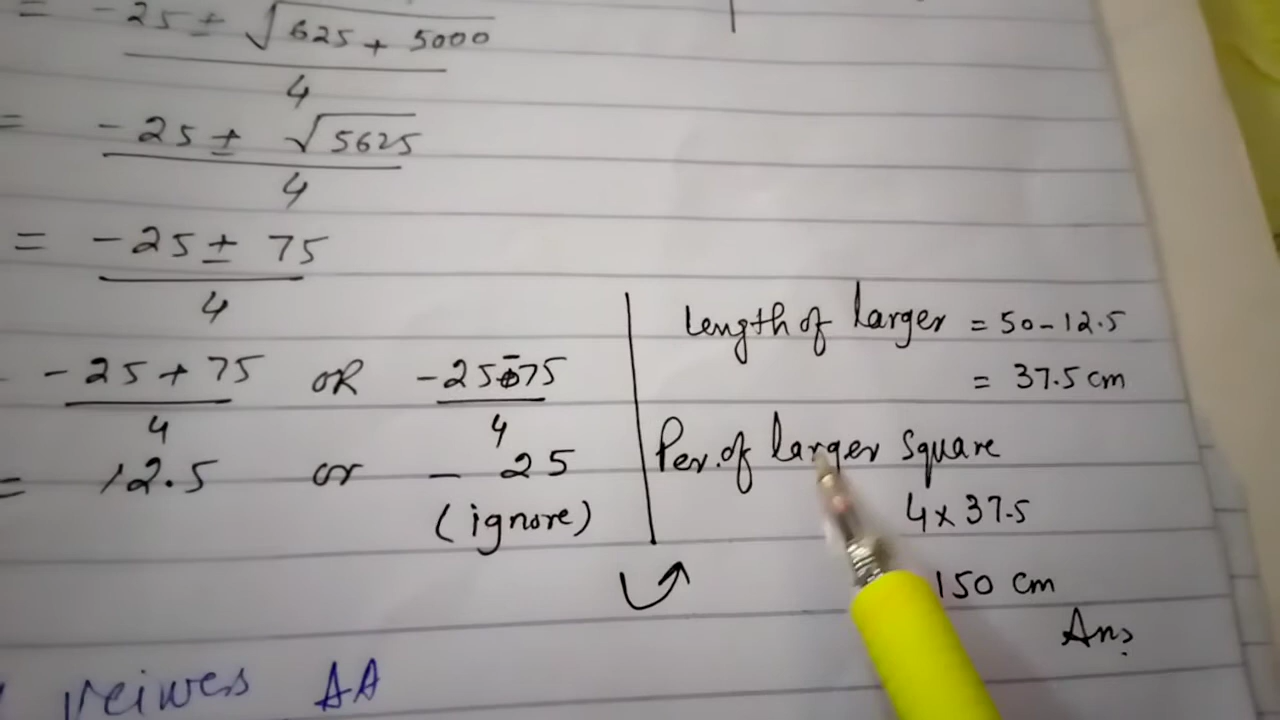 = -25 ± √625 + 5000
4
= -25 ± √5625
4
= -25 ± 75
4
-25 + 75 OR -25-75
4 4
= 12.5 or - 25
(ignore)
Length of larger = 50-12.5
= 37.5 cm
Per. of larger square
4 x 37.5
150 cm
Ans
veiwers AA